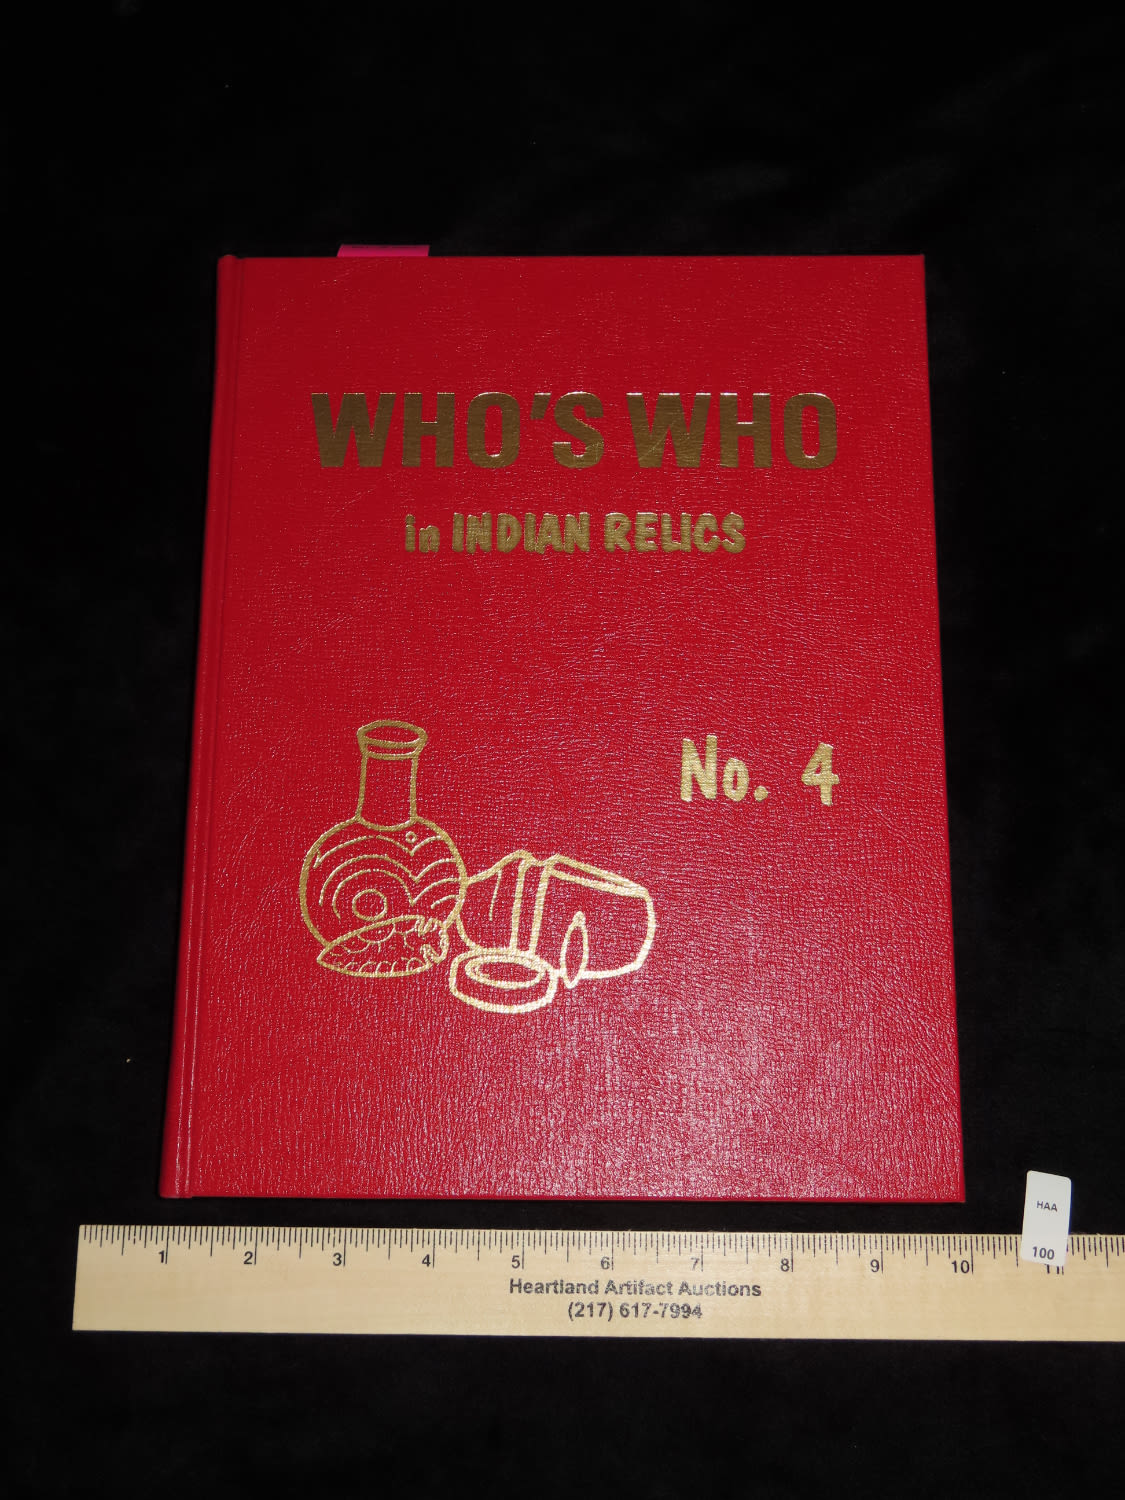 WHO'S WHO
in INDIAN RELICS
No. 4
HAA
100
1 2 3 4 5 6 7 8 9 10 11
Heartland Artifact Auctions
(217) 617-7994